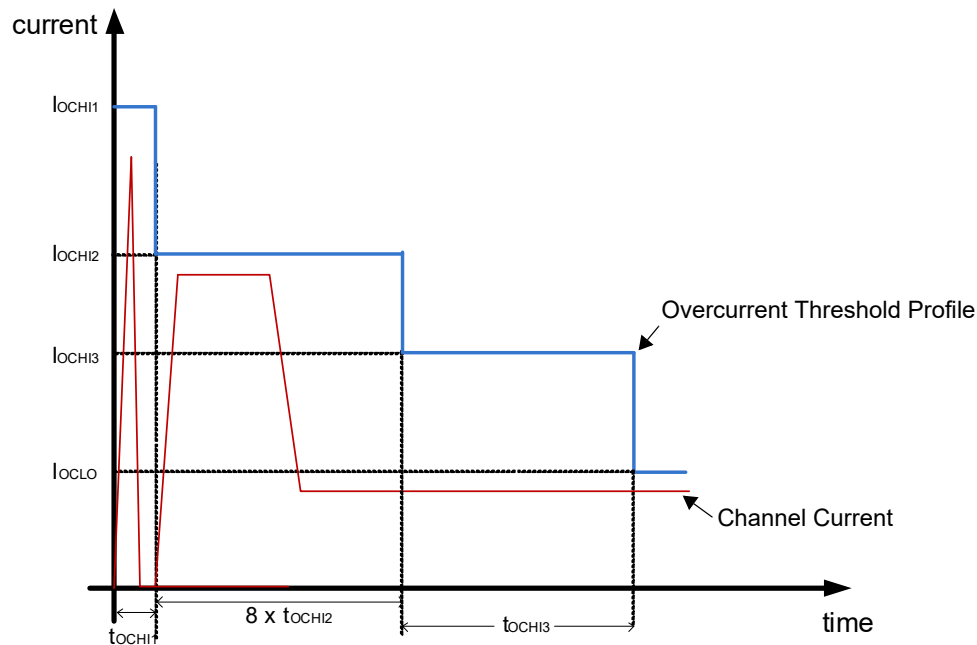 current
IOCHI1
IOCHI2
IOCHI3
IOCLO
Overcurrent Threshold Profile
Channel Current
tOCHI1
8 x tOCHI2
tOCHI3
time